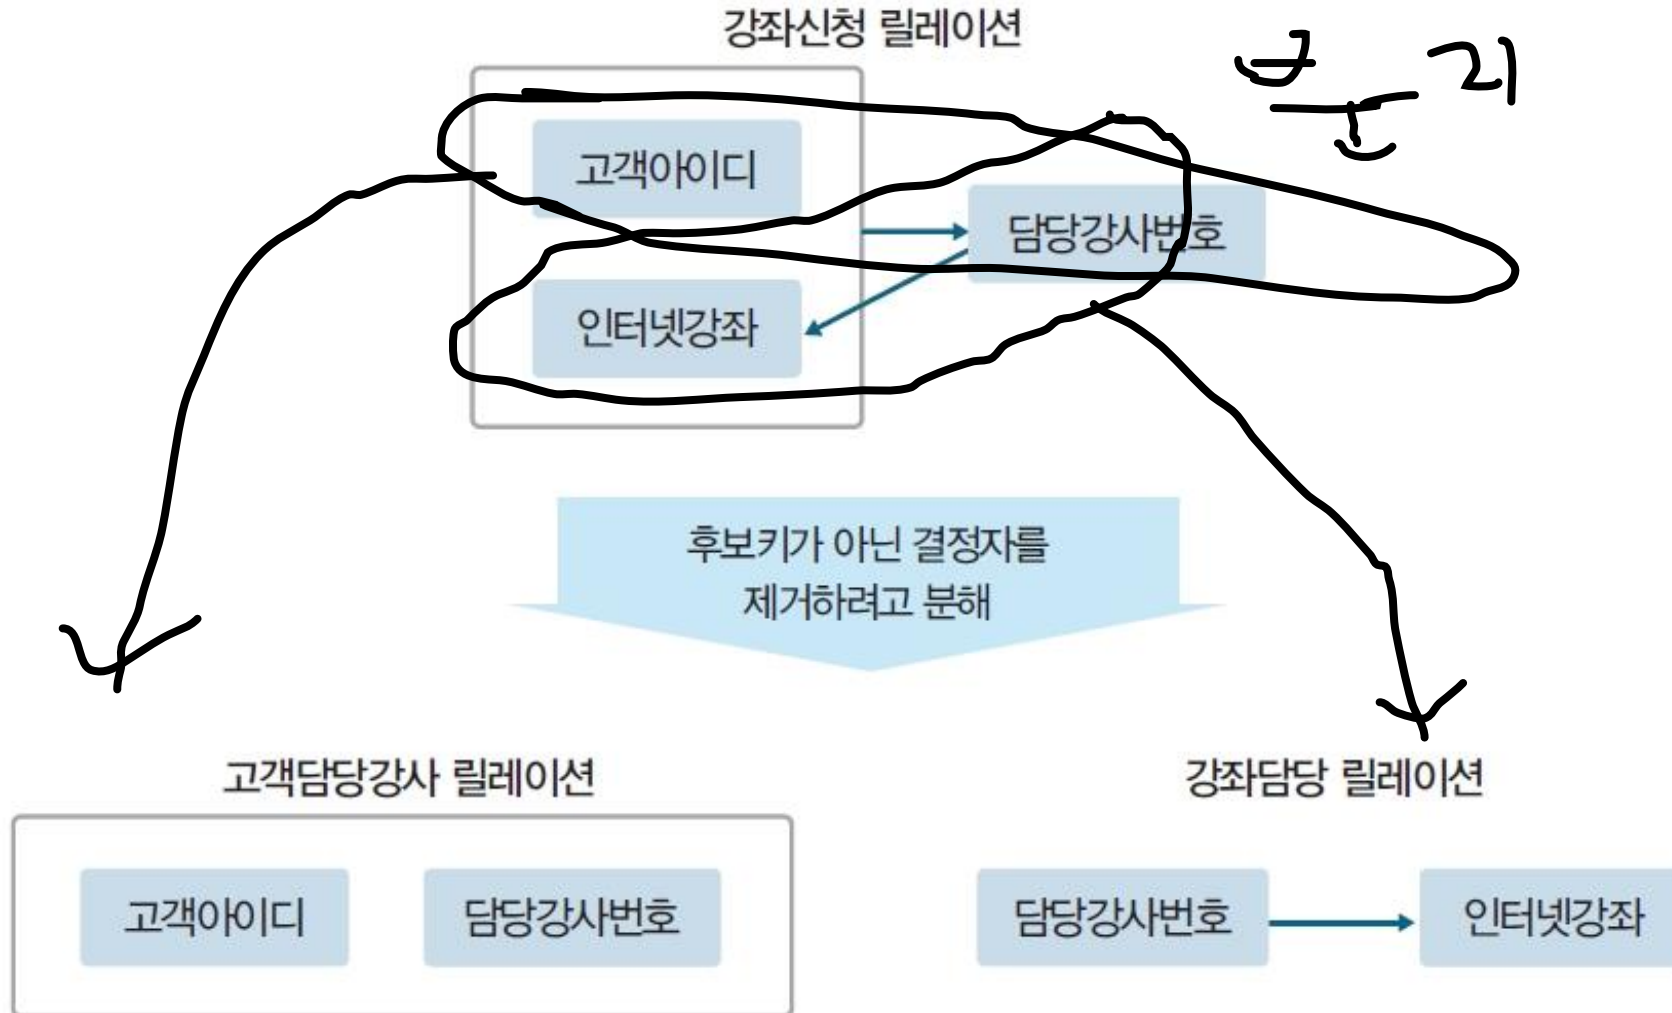 강좌신청 릴레이션
고객아이디
담당강사번호
인터넷강좌
후보키가 아닌 결정자를
제거하려고 분해
고객담당강사 릴레이션
강좌담당 릴레이션
고객아이디
담당강사번호
담당강사번호
인터넷강좌